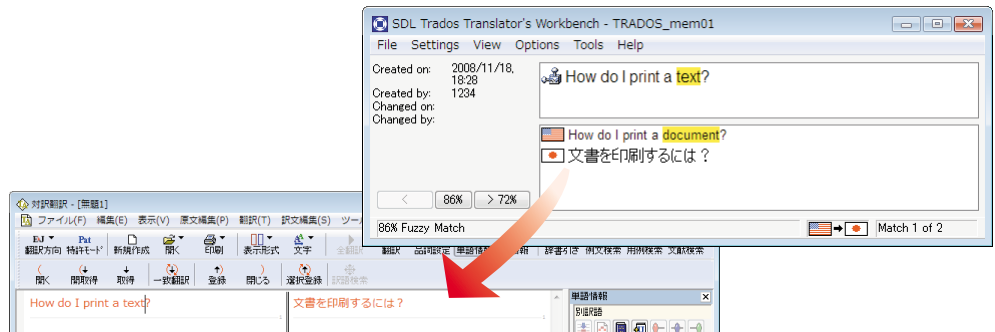 SDL Trados Translator's Workbench - TRADOS_mem01
File Settings View Options Tools Help
Created on: 2008/11/18, 18:28
Created by: 1234
Changed on:
Changed by:
How do I print a text?
How do I print a document?
文書を印刷するには？
< 86% > 72%
86% Fuzzy Match
Match 1 of 2
対訳翻訳 - [無題1]
ファイル(F) 編集(E) 表示(V) 原文編集(P) 翻訳(T) 訳文編集(S) ツー
EJ Pat
翻訳方向 特許モード 新規作成 開く 印刷 表示形式 文字 全翻訳 翻訳 品詞設定 単語情報 辞書引き 例文検索 用例検索 文献検索
開く 開取得 取得 一致翻訳 登録 閉じる 選択登録 訳語検索
How do I print a text?
文書を印刷するには？
単語情報
別訳語